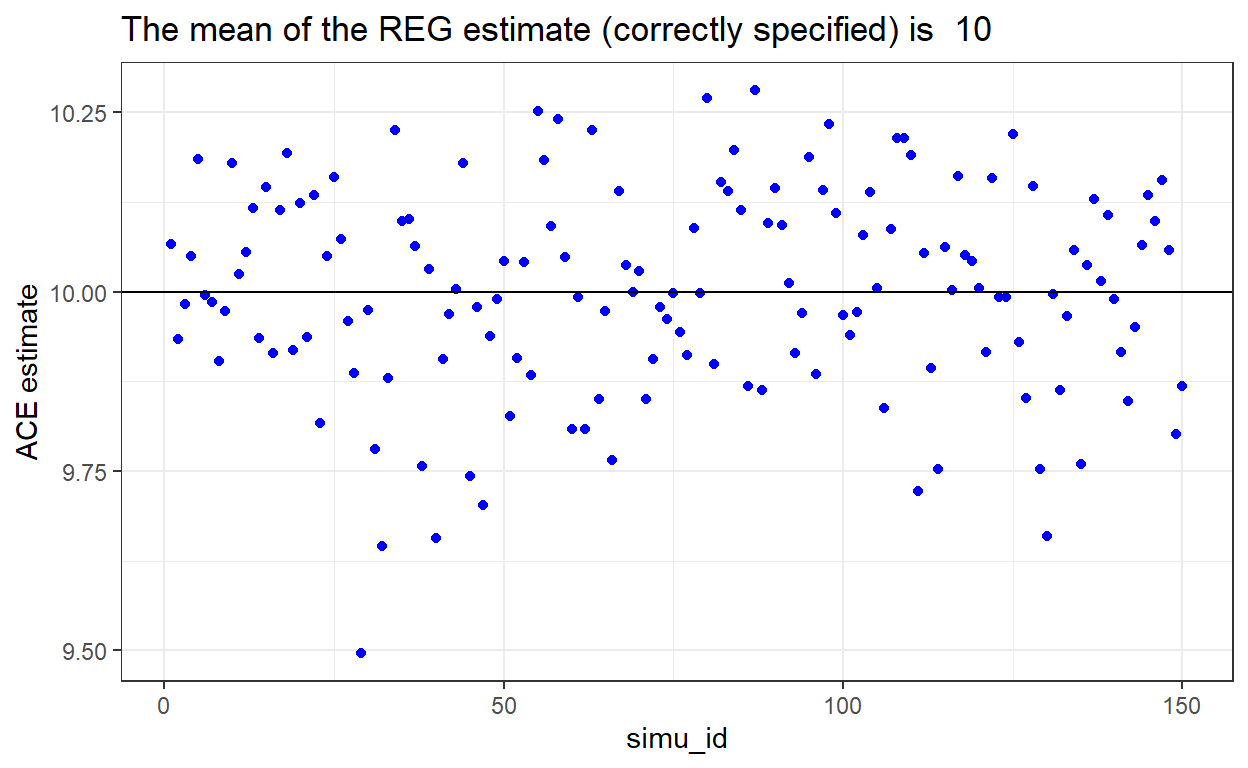 The mean of the REG estimate (correctly specified) is  10
ACE estimate
10.25
10.00
9.75
9.50
0 50 100 150
simu_id